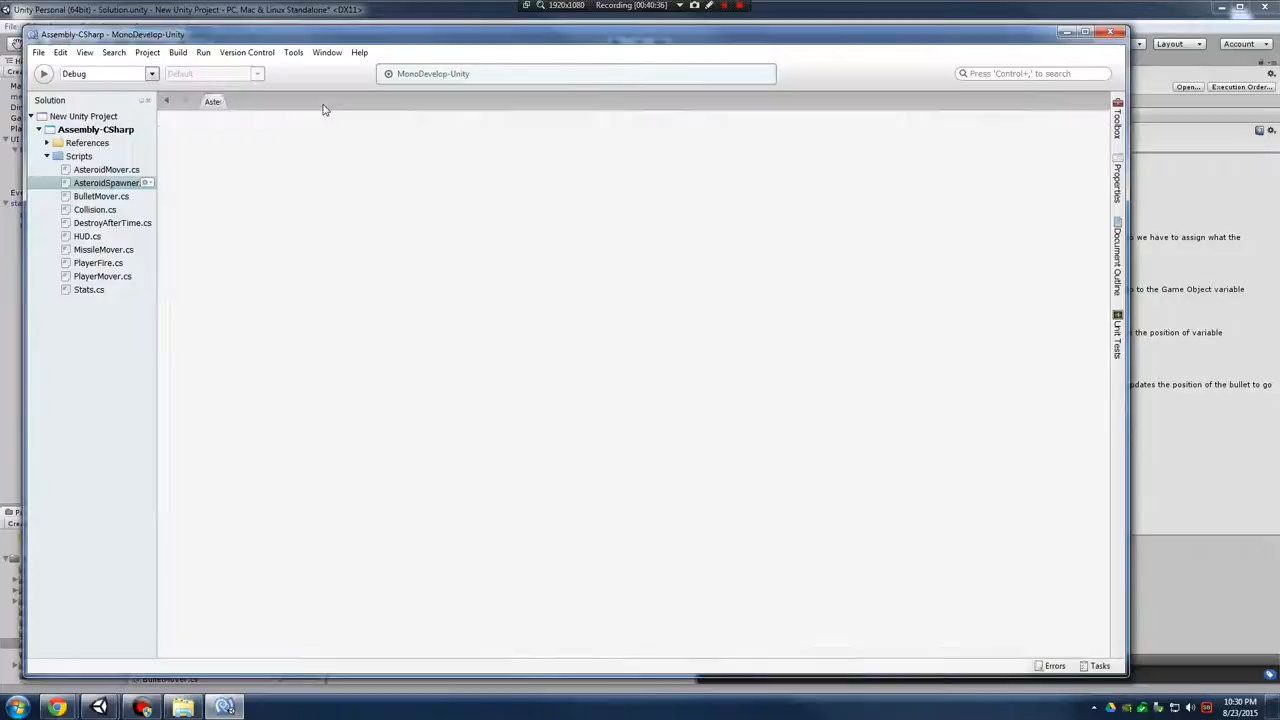 Unity Personal (64bit) - Solution.unity - New Unity Project - PC, Mac & Linux Standalone* <DX11>
1920x1080 Recording (00:40:36)
Assembly-CSharp - MonoDevelop-Unity
File Edit View Search Project Build Run Version Control Tools Window Help
Layout Account
Debug Default MonoDevelop-Unity Press 'Control+,' to search
Open... Execution Order...
Solution
Aste
New Unity Project
Assembly-CSharp
References
Scripts
AsteroidMover.cs
AsteroidSpawner
BulletMover.cs
Collision.cs
DestroyAfterTime.cs
HUD.cs
MissileMover.cs
PlayerFire.cs
PlayerMover.cs
Stats.cs
Toolbox
Properties
Document Outline
Unit Tests
we have to assign what the
to the Game Object variable
the position of variable
updates the position of the bullet to go
Errors Tasks
10:30 PM
8/23/2015